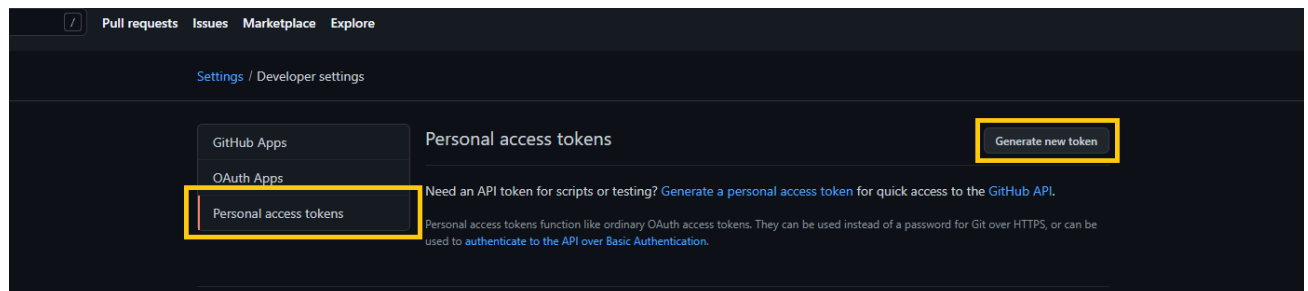 / Pull requests Issues Marketplace Explore
Settings / Developer settings
GitHub Apps
OAuth Apps
Personal access tokens
Personal access tokens
Generate new token
Need an API token for scripts or testing? Generate a personal access token for quick access to the GitHub API.
Personal access tokens function like ordinary OAuth access tokens. They can be used instead of a password for Git over HTTPS, or can be
used to authenticate to the API over Basic Authentication.